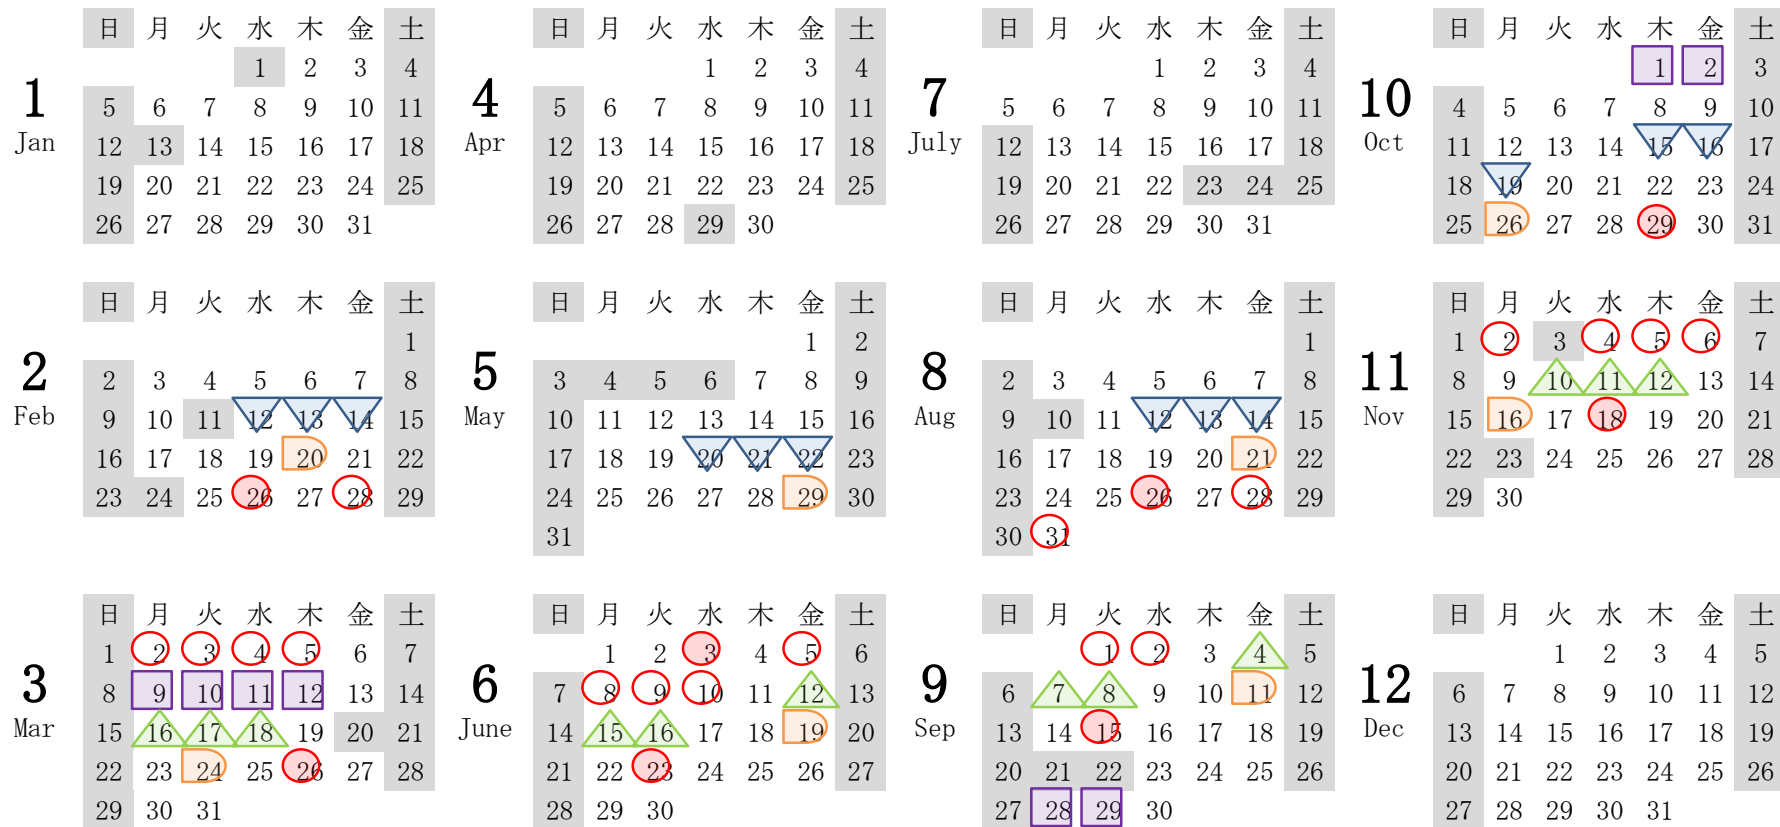 1
Jan
日 月 火 水 木 金 土
1 2 3 4
5 6 7 8 9 10 11
12 13 14 15 16 17 18
19 20 21 22 23 24 25
26 27 28 29 30 31
4
Apr
日 月 火 水 木 金 土
1 2 3 4
5 6 7 8 9 10 11
12 13 14 15 16 17 18
19 20 21 22 23 24 25
26 27 28 29 30
7
July
日 月 火 水 木 金 土
1 2 3 4
5 6 7 8 9 10 11
12 13 14 15 16 17 18
19 20 21 22 23 24 25
26 27 28 29 30 31
10
Oct
日 月 火 水 木 金 土
1 2 3
4 5 6 7 8 9 10
11 12 13 14 15 16 17
18 19 20 21 22 23 24
25 26 27 28 29 30 31
2
Feb
日 月 火 水 木 金 土
1
2 3 4 5 6 7 8
9 10 11 12 13 14 15
16 17 18 19 20 21 22
23 24 25 26 27 28 29
5
May
日 月 火 水 木 金 土
1 2
3 4 5 6 7 8 9
10 11 12 13 14 15 16
17 18 19 20 21 22 23
24 25 26 27 28 29 30
31
8
Aug
日 月 火 水 木 金 土
1
2 3 4 5 6 7 8
9 10 11 12 13 14 15
16 17 18 19 20 21 22
23 24 25 26 27 28 29
30 31
11
Nov
日 月 火 水 木 金 土
1 2 3 4 5 6 7
8 9 10 11 12 13 14
15 16 17 18 19 20 21
22 23 24 25 26 27 28
29 30
3
Mar
日 月 火 水 木 金 土
1 2 3 4 5 6 7
8 9 10 11 12 13 14
15 16 17 18 19 20 21
22 23 24 25 26 27 28
29 30 31
6
June
日 月 火 水 木 金 土
1 2 3 4 5 6
7 8 9 10 11 12 13
14 15 16 17 18 19 20
21 22 23 24 25 26 27
28 29 30
9
Sep
日 月 火 水 木 金 土
1 2 3 4 5
6 7 8 9 10 11 12
13 14 15 16 17 18 19
20 21 22 23 24 25 26
27 28 29 30
12
Dec
日 月 火 水 木 金 土
1 2 3 4 5
6 7 8 9 10 11 12
13 14 15 16 17 18 19
20 21 22 23 24 25 26
27 28 29 30 31